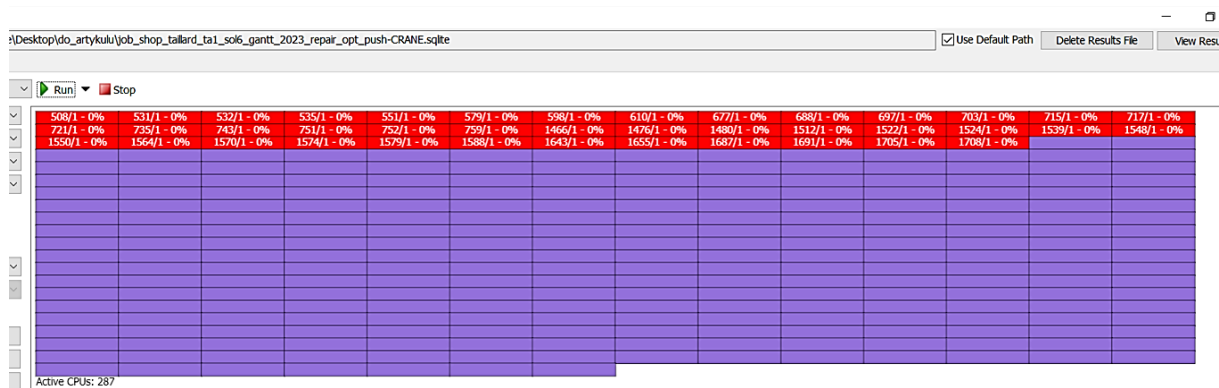 e\Desktop\do_artykulu\job_shop_taillard_ta1_sol6_gantt_2023_repair_opt_push-CRANE.sqlite Use Default Path Delete Results File View Resu
Run Stop
508/1 - 0% 531/1 - 0% 532/1 - 0% 535/1 - 0% 551/1 - 0% 579/1 - 0% 598/1 - 0% 610/1 - 0% 677/1 - 0% 688/1 - 0% 697/1 - 0% 703/1 - 0% 715/1 - 0% 717/1 - 0%
721/1 - 0% 735/1 - 0% 743/1 - 0% 751/1 - 0% 752/1 - 0% 759/1 - 0% 1466/1 - 0% 1476/1 - 0% 1480/1 - 0% 1512/1 - 0% 1522/1 - 0% 1524/1 - 0% 1539/1 - 0% 1548/1 - 0%
1550/1 - 0% 1564/1 - 0% 1570/1 - 0% 1574/1 - 0% 1579/1 - 0% 1588/1 - 0% 1643/1 - 0% 1655/1 - 0% 1687/1 - 0% 1691/1 - 0% 1705/1 - 0% 1708/1 - 0%
Active CPUs: 287